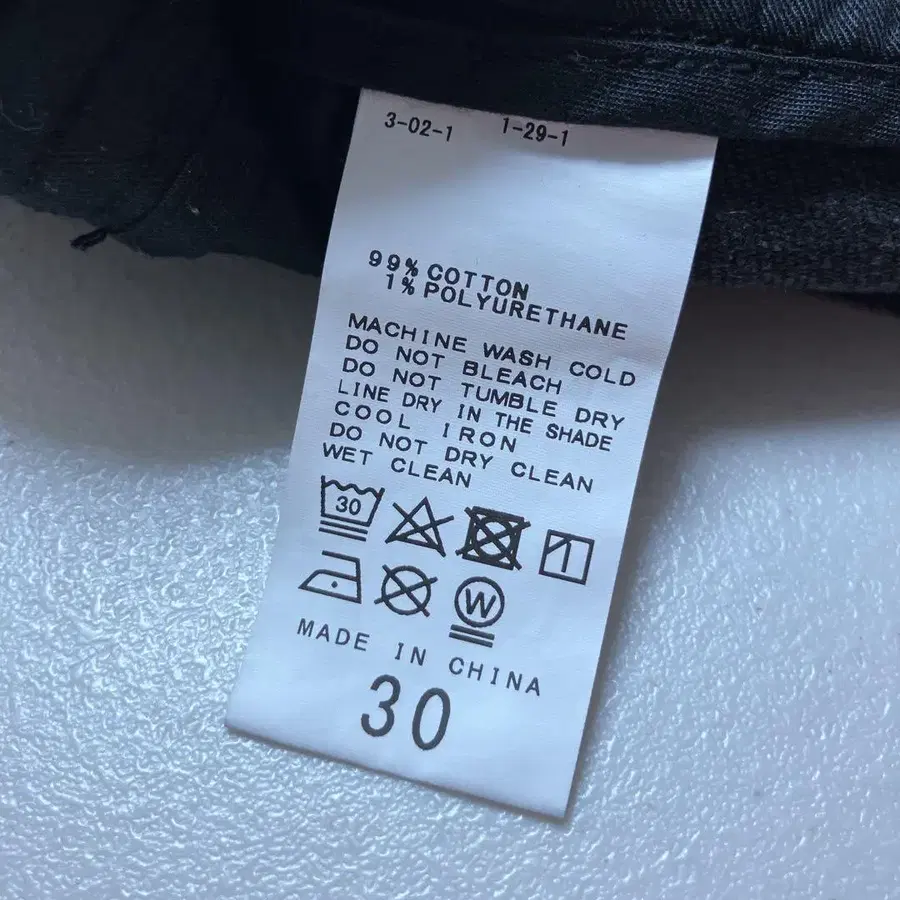 3-02-1 1-29-1
99% COTTON
1% POLYURETHANE
MACHINE WASH COLD
DO NOT BLEACH
DO NOT TUMBLE DRY
LINE DRY IN THE SHADE
COOL IRON
DO NOT DRY CLEAN
WET CLEAN
30
W
MADE IN CHINA
30